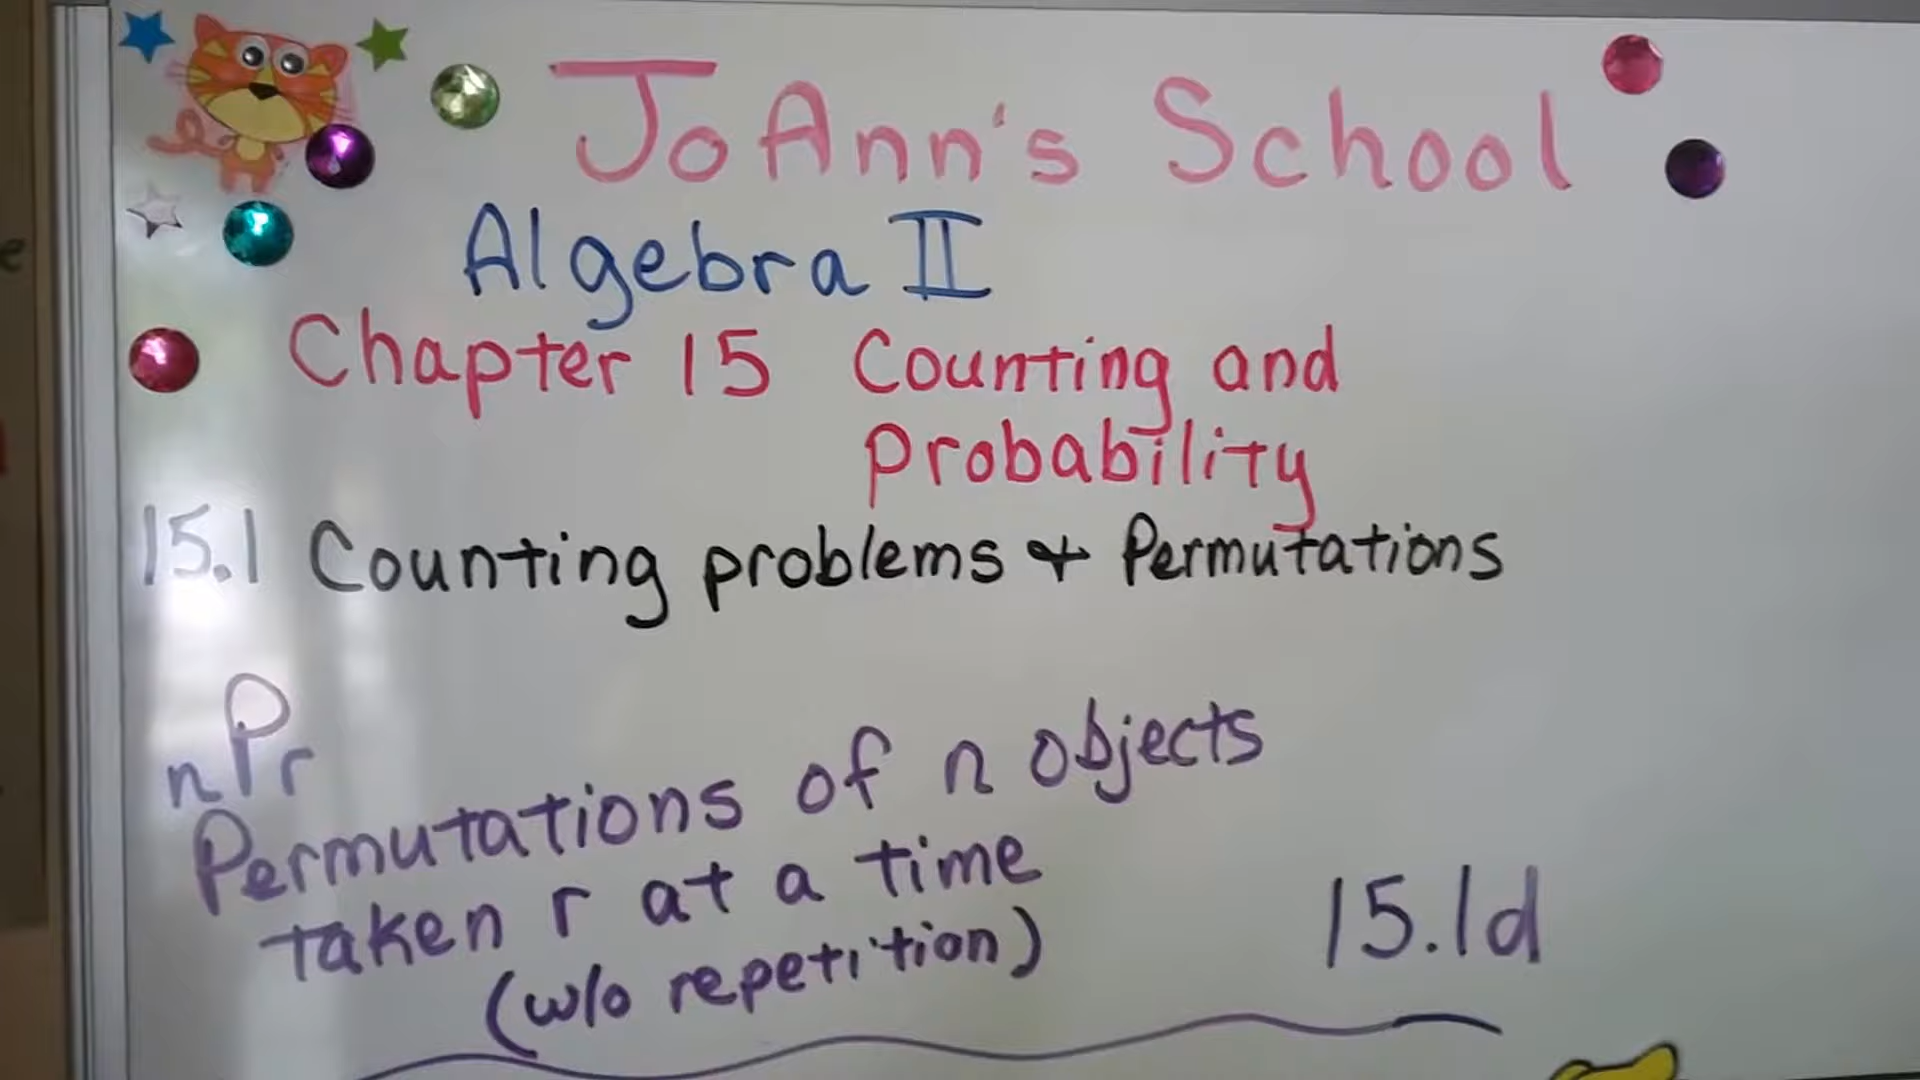 JoAnn's School
Algebra II
Chapter 15 Counting and
Probability
15.1 Counting problems & Permutations
nPr
Permutations of n objects
taken r at a time
(w/o repetition)
15.1d